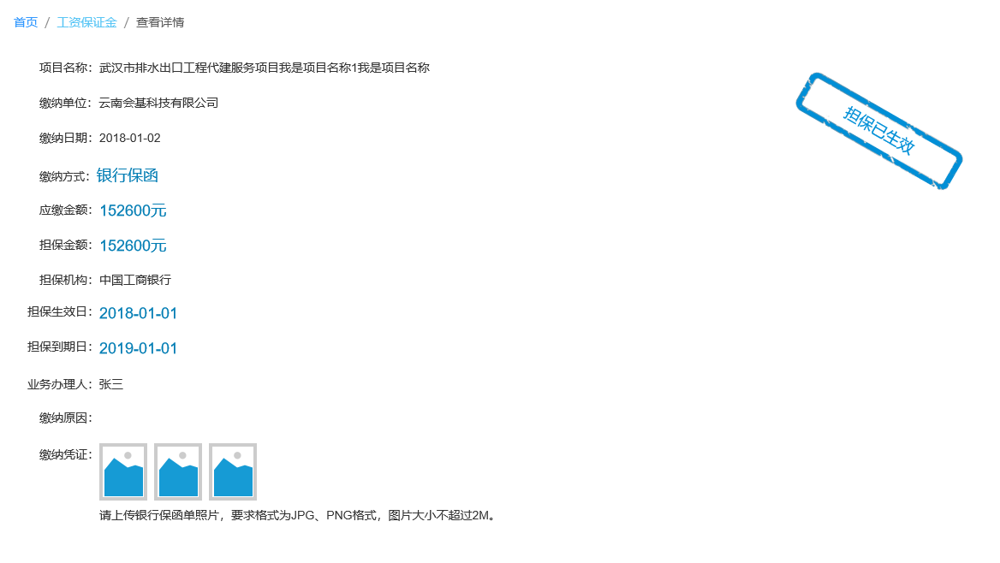 首页 / 工资保证金 / 查看详情
项目名称：武汉市排水出口工程代建服务项目我是项目名称1我是项目名称
担保已生效
缴纳单位：云南会基科技有限公司
缴纳日期：2018-01-02
缴纳方式：银行保函
应缴金额：152600元
担保金额：152600元
担保机构：中国工商银行
担保生效日：2018-01-01
担保到期日：2019-01-01
业务办理人：张三
缴纳原因：
缴纳凭证：
请上传银行保函单照片，要求格式为JPG、PNG格式，图片大小不超过2M。